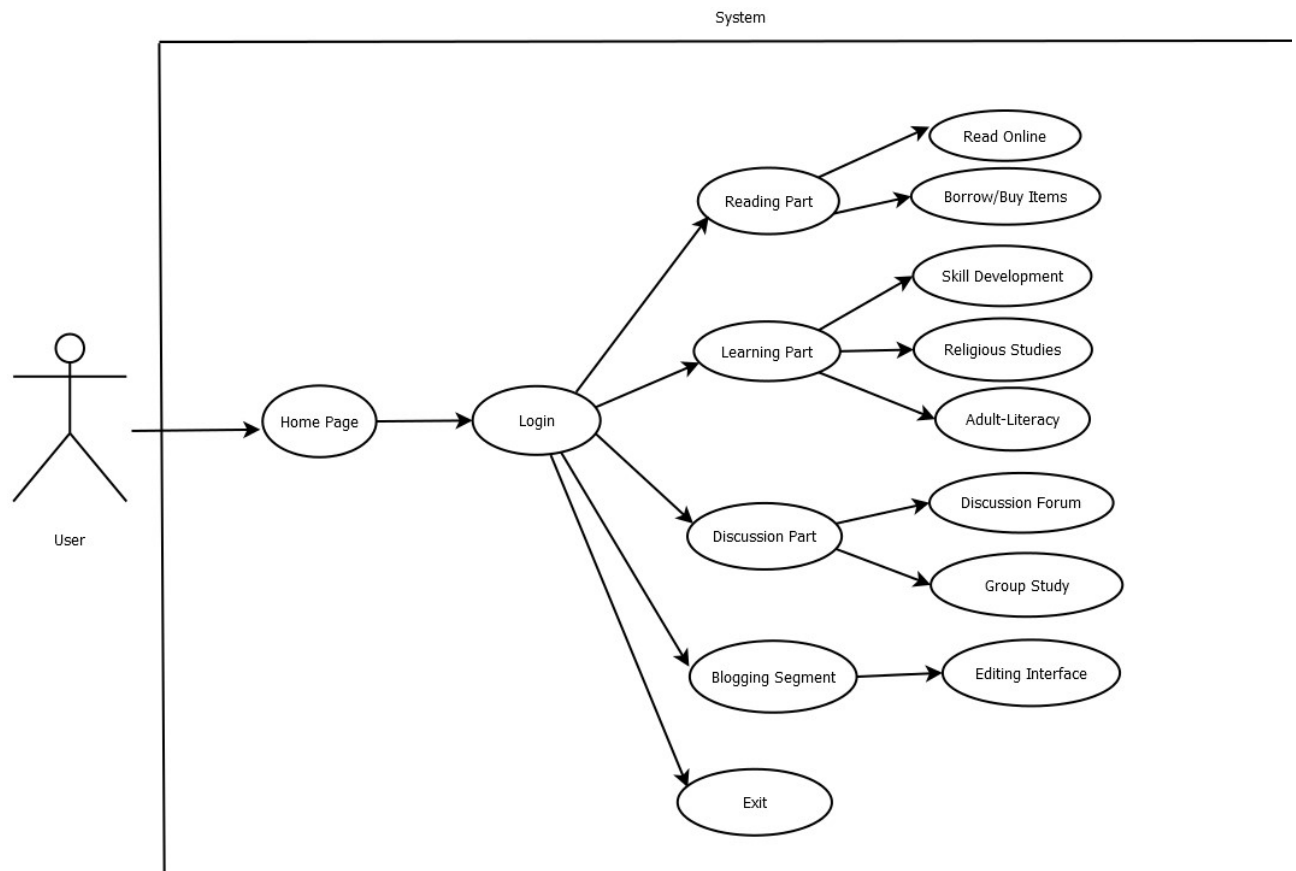 System
Read Online
Reading Part
Borrow/Buy Items
Skill Development
Learning Part
Religious Studies
Adult-Literacy
Home Page
Login
Discussion Forum
Discussion Part
User
Group Study
Blogging Segment
Editing Interface
Exit